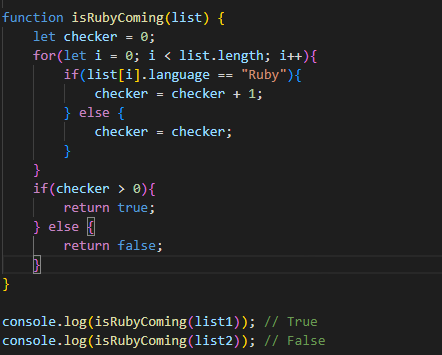 function isRubyComing(list) {
    let checker = 0;
    for(let i = 0; i < list.length; i++){
        if(list[i].language == "Ruby"){
            checker = checker + 1;
        } else {
            checker = checker;
        }
    }
    if(checker > 0){
        return true;
    } else {
        return false;
    }
}

console.log(isRubyComing(list1)); // True
console.log(isRubyComing(list2)); // False